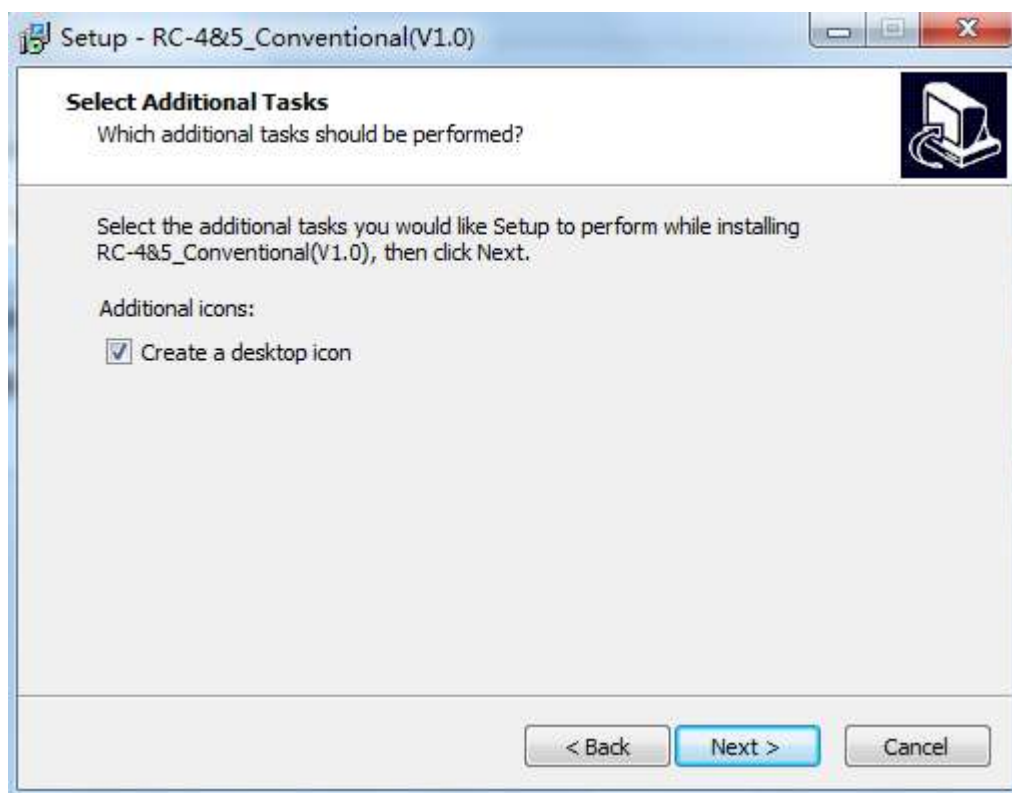 Setup - RC-4&5_Conventional(V1.0)
Select Additional Tasks
Which additional tasks should be performed?
Select the additional tasks you would like Setup to perform while installing
RC-4&5_Conventional(V1.0), then click Next.
Additional icons:
Create a desktop icon
< Back
Next >
Cancel